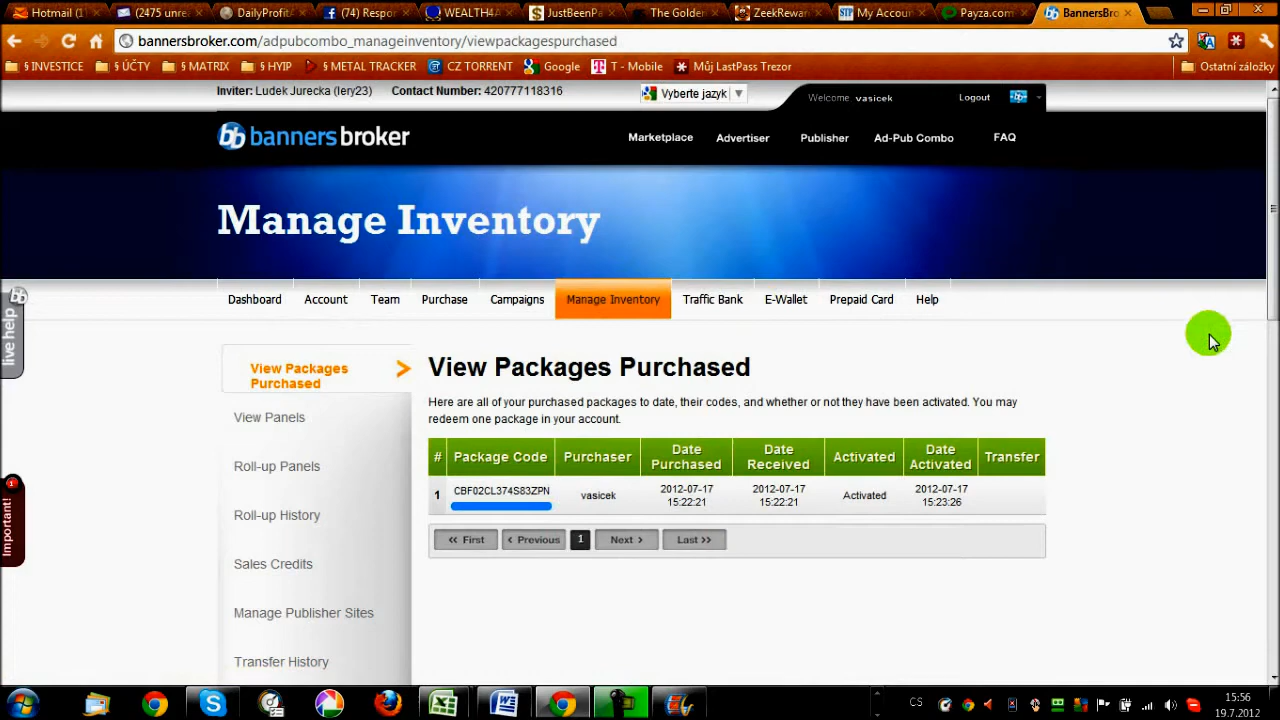 Hotmail (1
(2475 unre
DailyProfit
(74) Respor
WEALTH4
JustBeenPa
The Golden
ZeekRewar
My Accoun
Payza.com
BannersBro
bannersbroker.com/adpubcombo_manageinventory/viewpackagespurchased
§ INVESTICE
§ ÚČTY
§ MATRIX
§ HYIP
§ METAL TRACKER
CZ TORRENT
Google
T - Mobile
Můj LastPass Trezor
Ostatní záložky
Inviter: Ludek Jurecka (lery23) Contact Number: 420777118316
Vyberte jazyk
Welcome vasicek
Logout
bannersbroker
Marketplace
Advertiser
Publisher
Ad-Pub Combo
FAQ
Manage Inventory
Dashboard
Account
Team
Purchase
Campaigns
Manage Inventory
Traffic Bank
E-Wallet
Prepaid Card
Help
live help
Important!
1
View Packages
Purchased
View Panels
Roll-up Panels
Roll-up History
Sales Credits
Manage Publisher Sites
Transfer History
View Packages Purchased
Here are all of your purchased packages to date, their codes, and whether or not they have been activated. You may
redeem one package in your account.
# Package Code Purchaser Date Purchased Date Received Activated Date Activated Transfer
1 CBF02CL374S83ZPN vasicek 2012-07-17 15:22:21 2012-07-17 15:22:21 Activated 2012-07-17 15:23:26
<< First
< Previous
1
Next >
Last >>
CS
15:56
19.7.2012